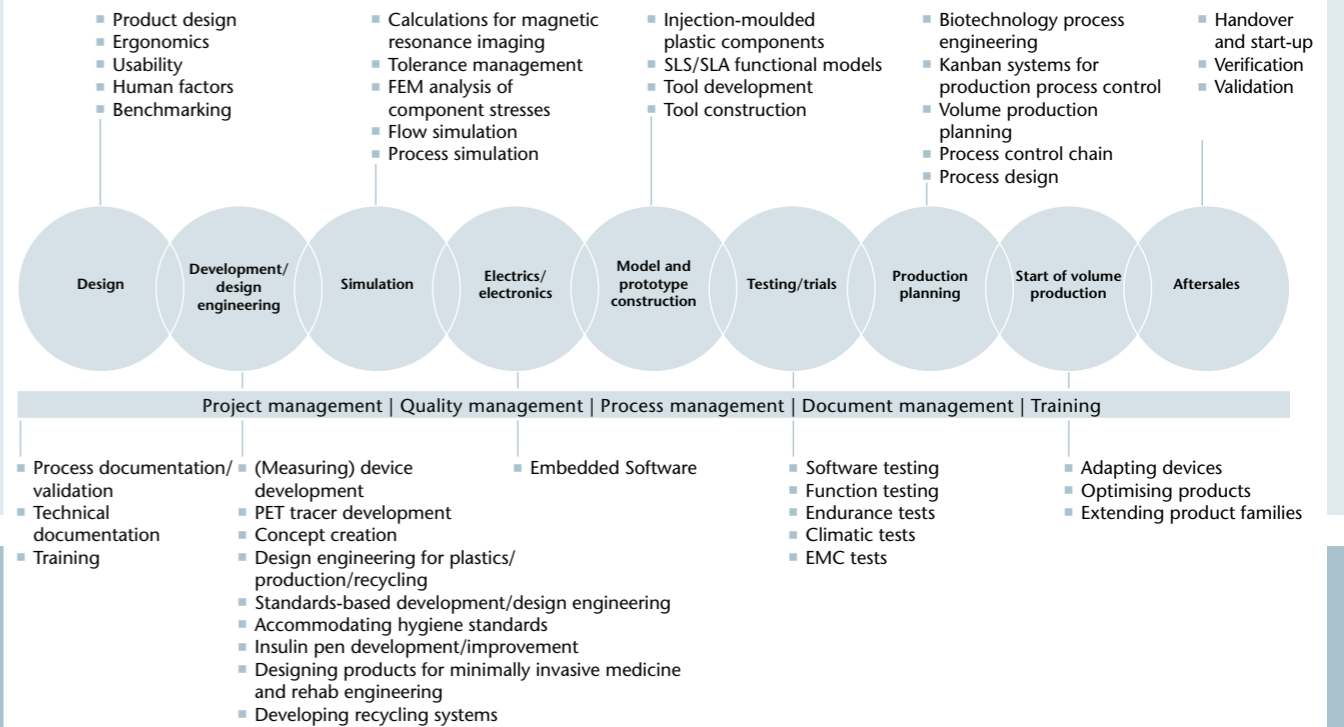 Product design
Ergonomics
Usability
Human factors
Benchmarking
Calculations for magnetic
resonance imaging
Tolerance management
FEM analysis of
component stresses
Flow simulation
Process simulation
Injection-moulded
plastic components
SLS/SLA functional models
Tool development
Tool construction
Biotechnology process
engineering
Kanban systems for
production process control
Volume production
planning
Process control chain
Process design
Handover
and start-up
Verification
Validation
Design
Development/
design
engineering
Simulation
Electrics/
electronics
Model and
prototype
construction
Testing/trials
Production
planning
Start of volume
production
Aftersales
Project management | Quality management | Process management | Document management | Training
Process documentation/
validation
Technical
documentation
Training
(Measuring) device
development
PET tracer development
Concept creation
Design engineering for plastics/
production/recycling
Standards-based development/design engineering
Accommodating hygiene standards
Insulin pen development/improvement
Designing products for minimally invasive medicine
and rehab engineering
Developing recycling systems
Embedded Software
Software testing
Function testing
Endurance tests
Climatic tests
EMC tests
Adapting devices
Optimising products
Extending product families